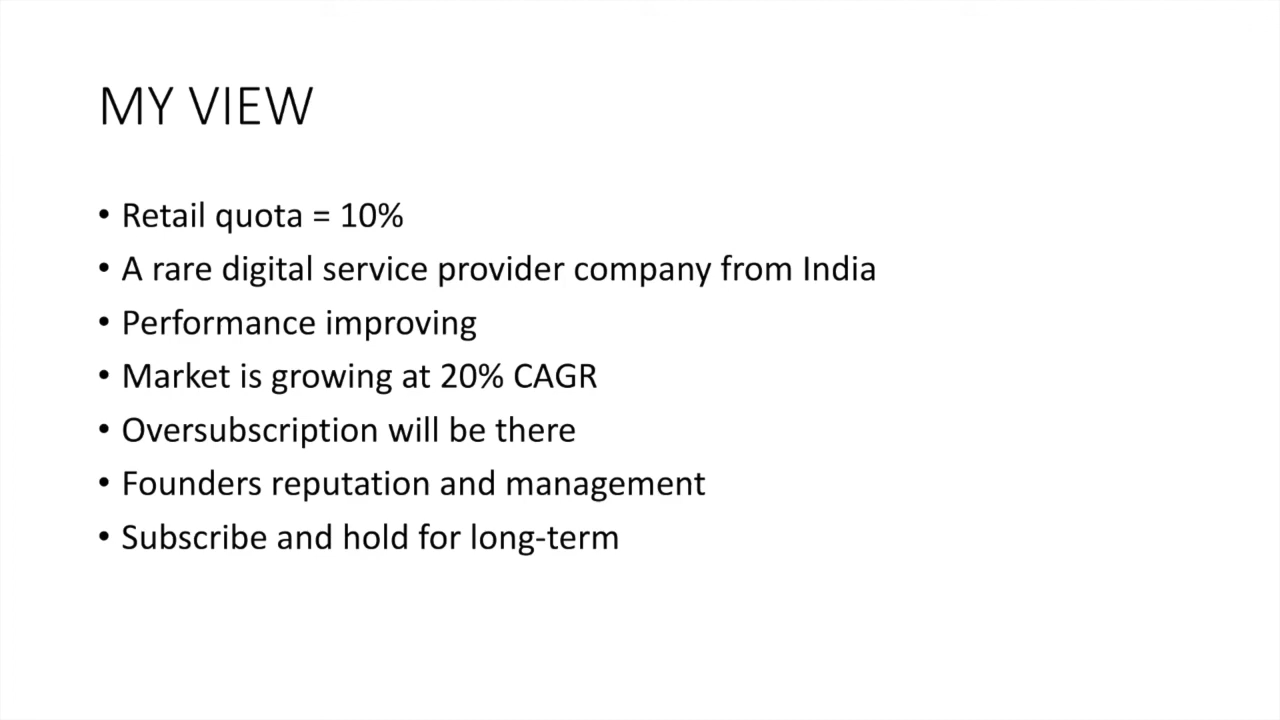 MY VIEW
• Retail quota = 10%
• A rare digital service provider company from India
• Performance improving
• Market is growing at 20% CAGR
• Oversubscription will be there
• Founders reputation and management
• Subscribe and hold for long-term